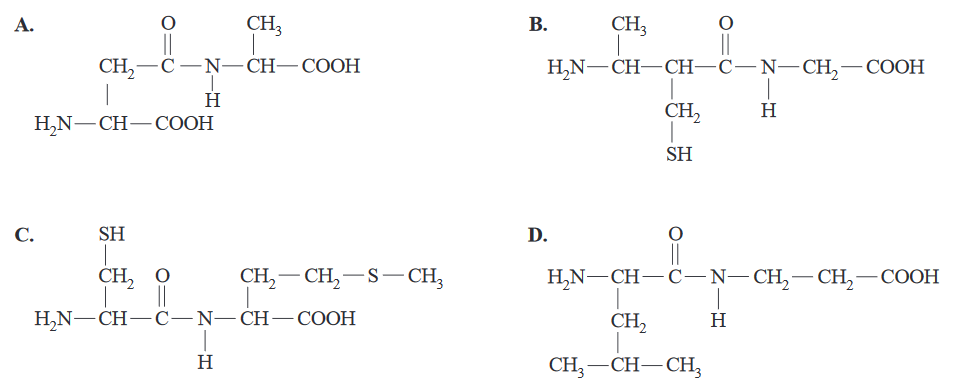 A.
O CH₃
CH₂—C—N—CH—COOH
H
H₂N—CH—COOH
B.
CH₃ O
H₂N—CH—CH—C—N—CH₂—COOH
CH₂ H
SH
C.
SH
CH₂ O CH₂—CH₂—S—CH₃
H₂N—CH—C—N—CH—COOH
H
D.
O
H₂N—CH—C—N—CH₂—CH₂—COOH
CH₂ H
CH₃—CH—CH₃